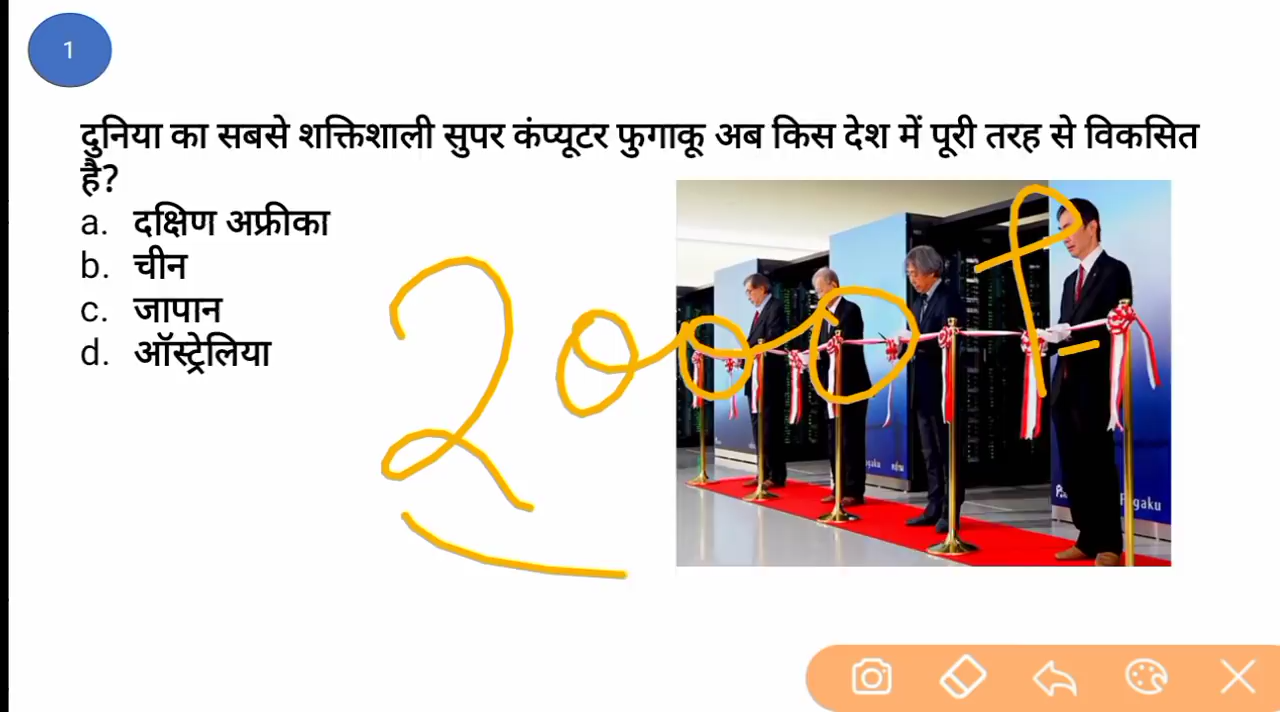 1
दुनिया का सबसे शक्तिशाली सुपर कंप्यूटर फुगाकू अब किस देश में पूरी तरह से विकसित
है?
a. दक्षिण अफ्रीका
b. चीन
c. जापान
d. ऑस्ट्रेलिया
2000